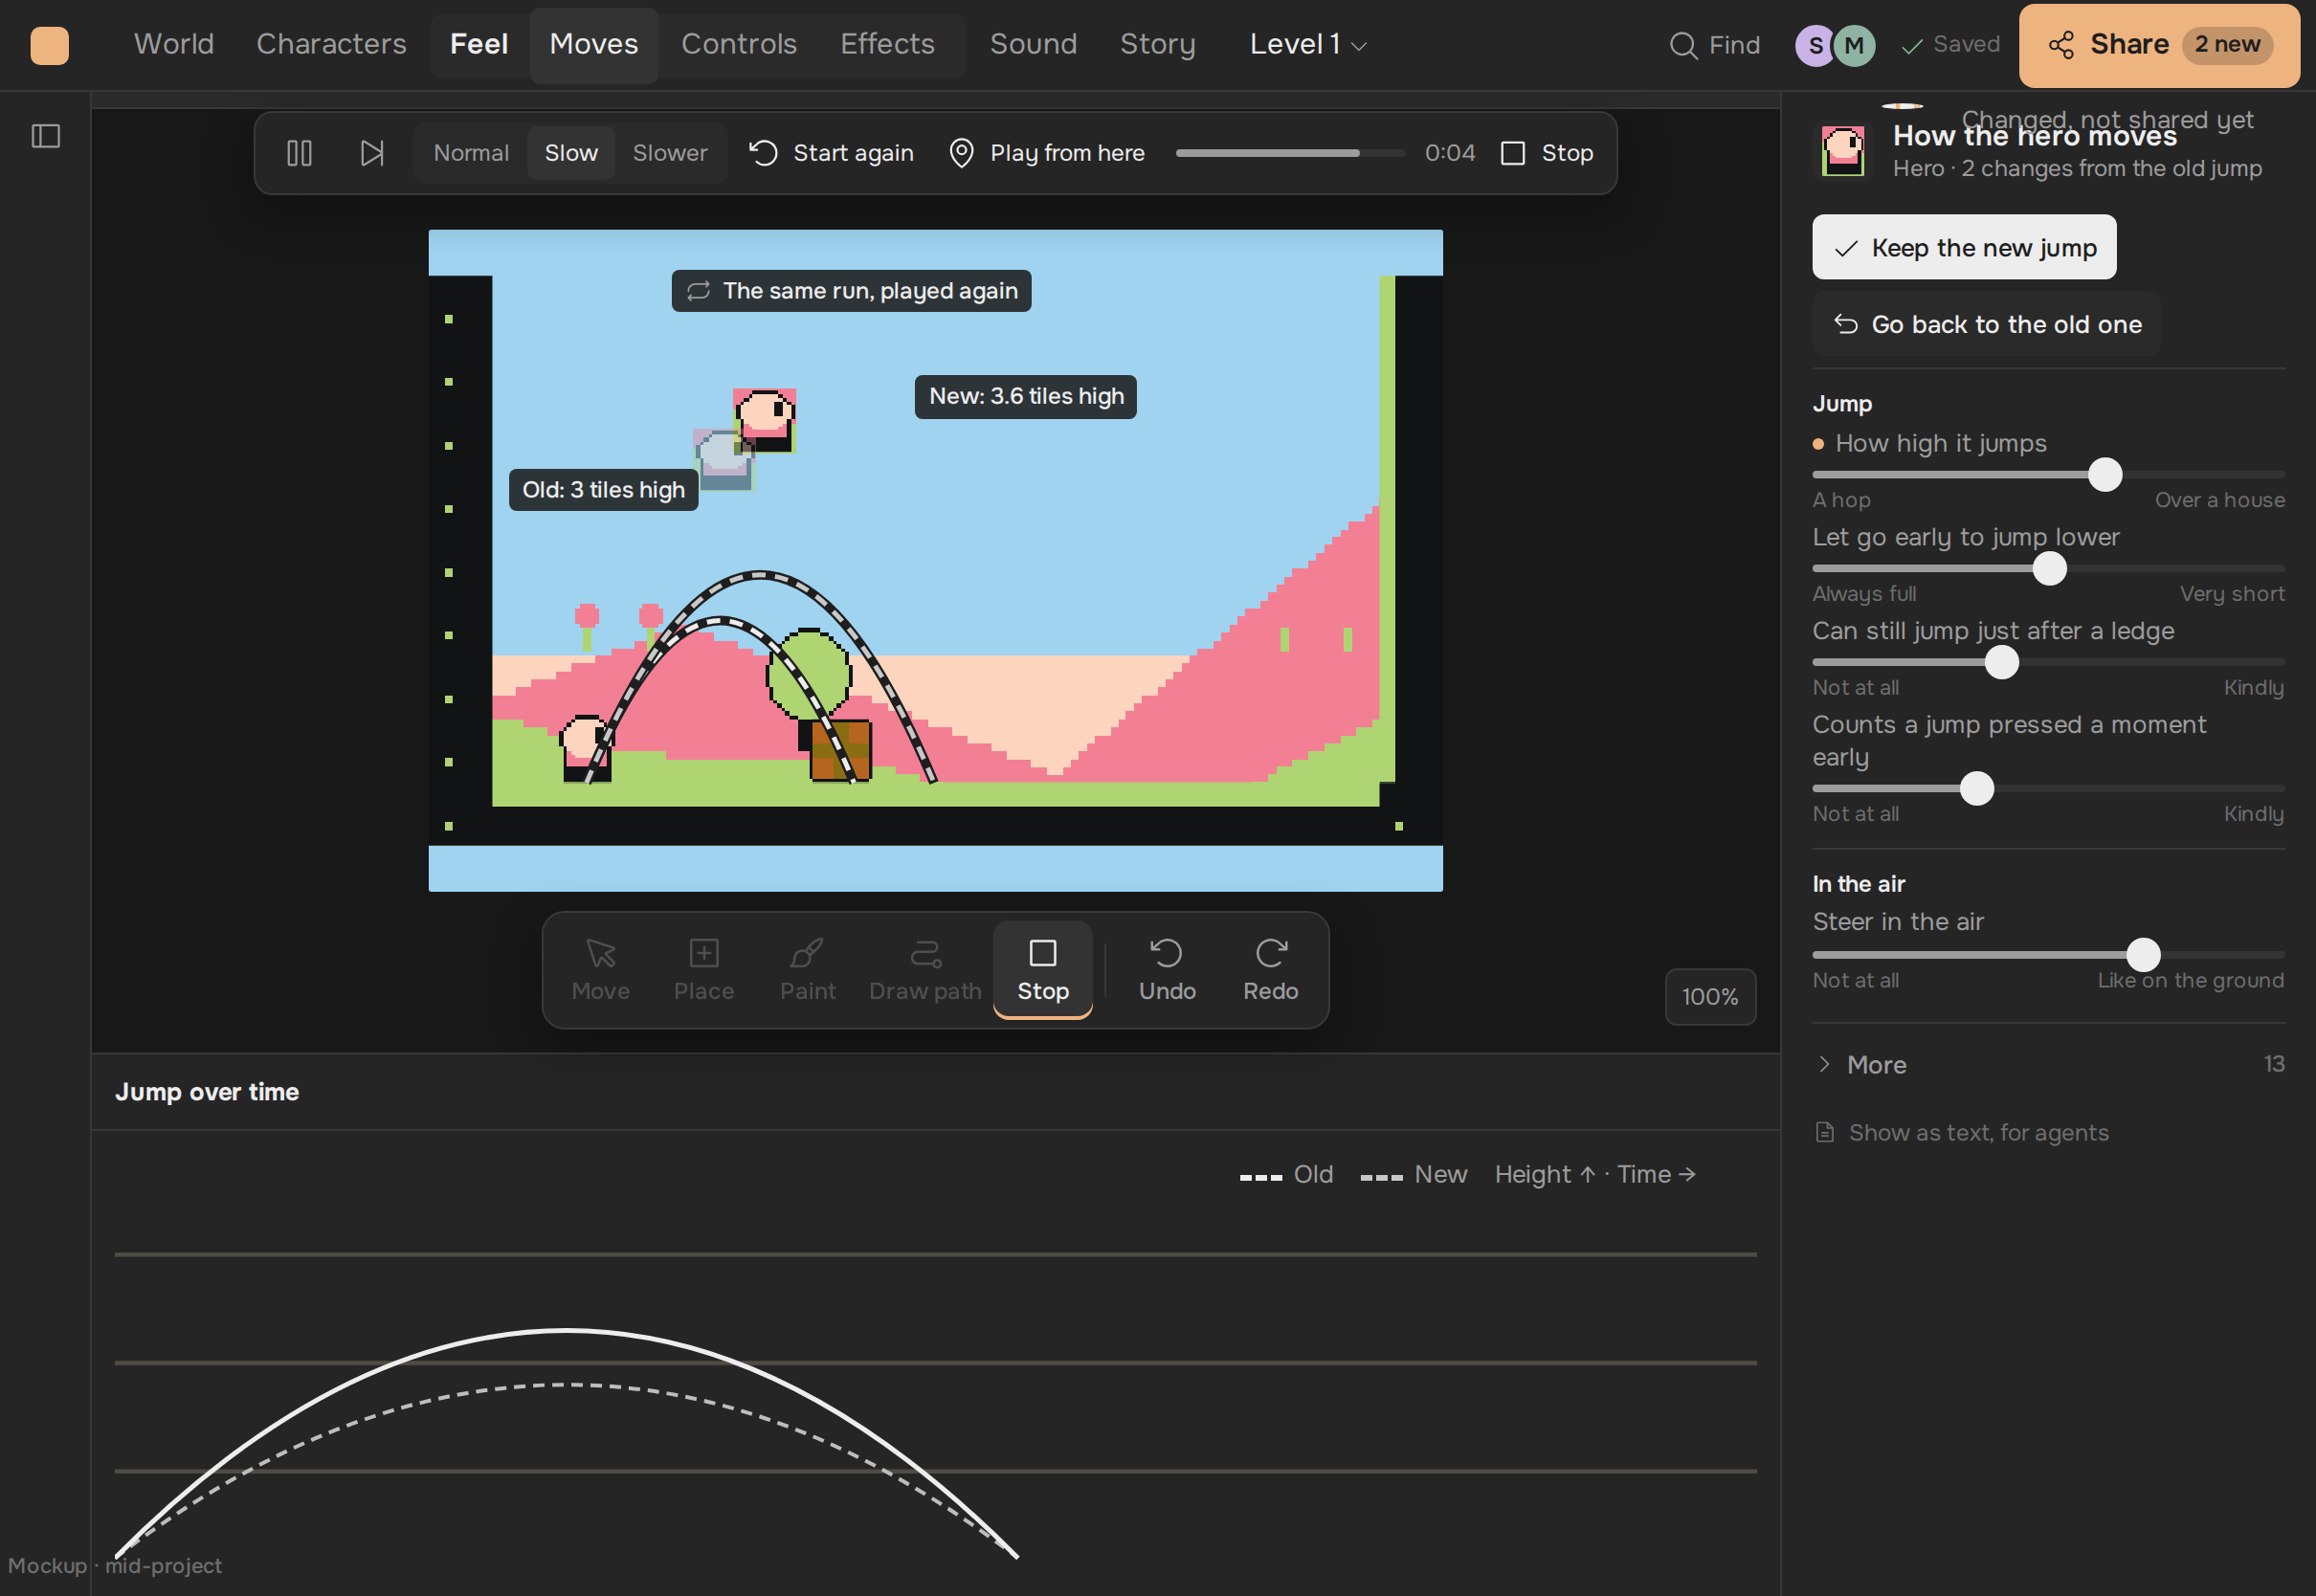 World Characters Feel Moves Controls Effects Sound Story Level 1 Find S M Saved Share 2 new
Normal Slow Slower Start again Play from here 0:04 Stop
Changed, not shared yet
How the hero moves
Hero · 2 changes from the old jump
Keep the new jump
Go back to the old one
The same run, played again
New: 3.6 tiles high
Old: 3 tiles high
Jump
How high it jumps
A hop Over a house
Let go early to jump lower
Always full Very short
Can still jump just after a ledge
Not at all Kindly
Counts a jump pressed a moment
early
Not at all Kindly
In the air
Steer in the air
Not at all Like on the ground
More 13
Show as text, for agents
Move Place Paint Draw path Stop Undo Redo
100%
Jump over time
Old New Height ↑ · Time →
Mockup · mid-project